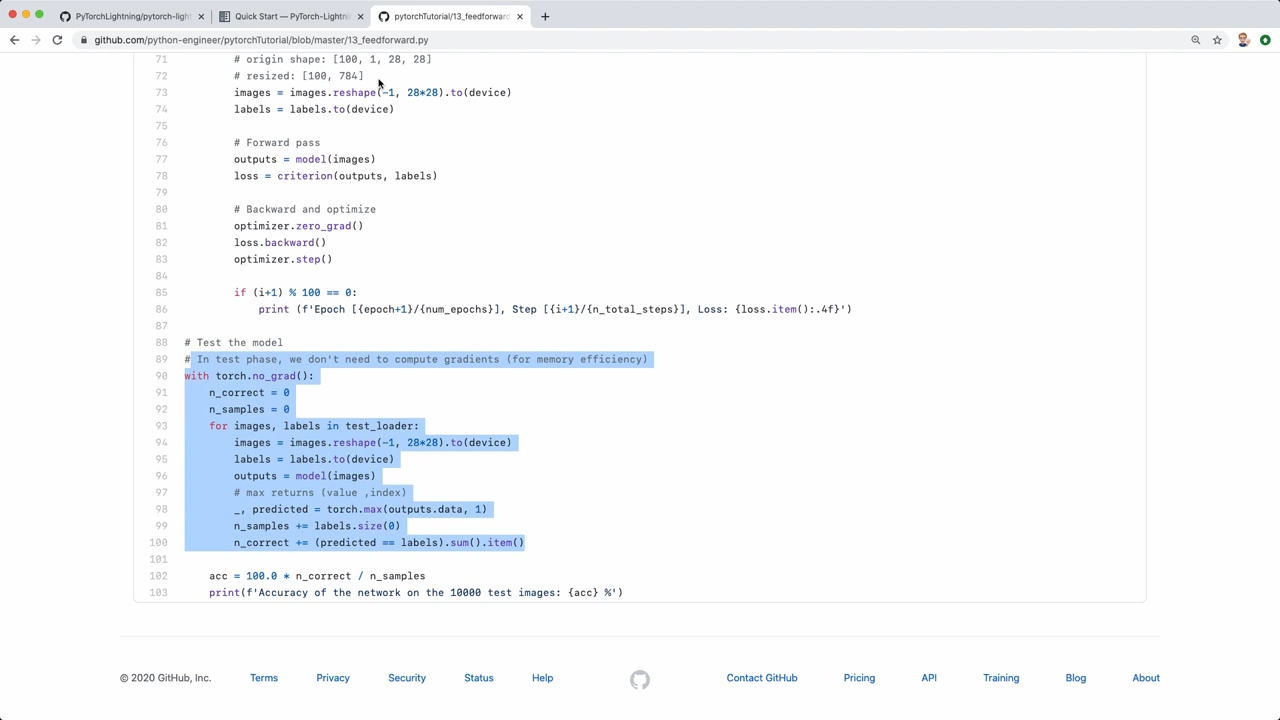 PyTorchLightning/pytorch-light
Quick Start — PyTorch-Lightni
pytorchTutorial/13_feedforward.
github.com/python-engineer/pytorchTutorial/blob/master/13_feedforward.py
71 # origin shape: [100, 1, 28, 28]
72 # resized: [100, 784]
73 images = images.reshape(-1, 28*28).to(device)
74 labels = labels.to(device)
75
76 # Forward pass
77 outputs = model(images)
78 loss = criterion(outputs, labels)
79
80 # Backward and optimize
81 optimizer.zero_grad()
82 loss.backward()
83 optimizer.step()
84
85 if (i+1) % 100 == 0:
86 print (f'Epoch [{epoch+1}/{num_epochs}], Step [{i+1}/{n_total_steps}], Loss: {loss.item():.4f}')
87
88 # Test the model
89 # In test phase, we don't need to compute gradients (for memory efficiency)
90 with torch.no_grad():
91 n_correct = 0
92 n_samples = 0
93 for images, labels in test_loader:
94 images = images.reshape(-1, 28*28).to(device)
95 labels = labels.to(device)
96 outputs = model(images)
97 # max returns (value ,index)
98 _, predicted = torch.max(outputs.data, 1)
99 n_samples += labels.size(0)
100 n_correct += (predicted == labels).sum().item()
101
102 acc = 100.0 * n_correct / n_samples
103 print(f'Accuracy of the network on the 10000 test images: {acc} %')
© 2020 GitHub, Inc. Terms Privacy Security Status Help Contact GitHub Pricing API Training Blog About